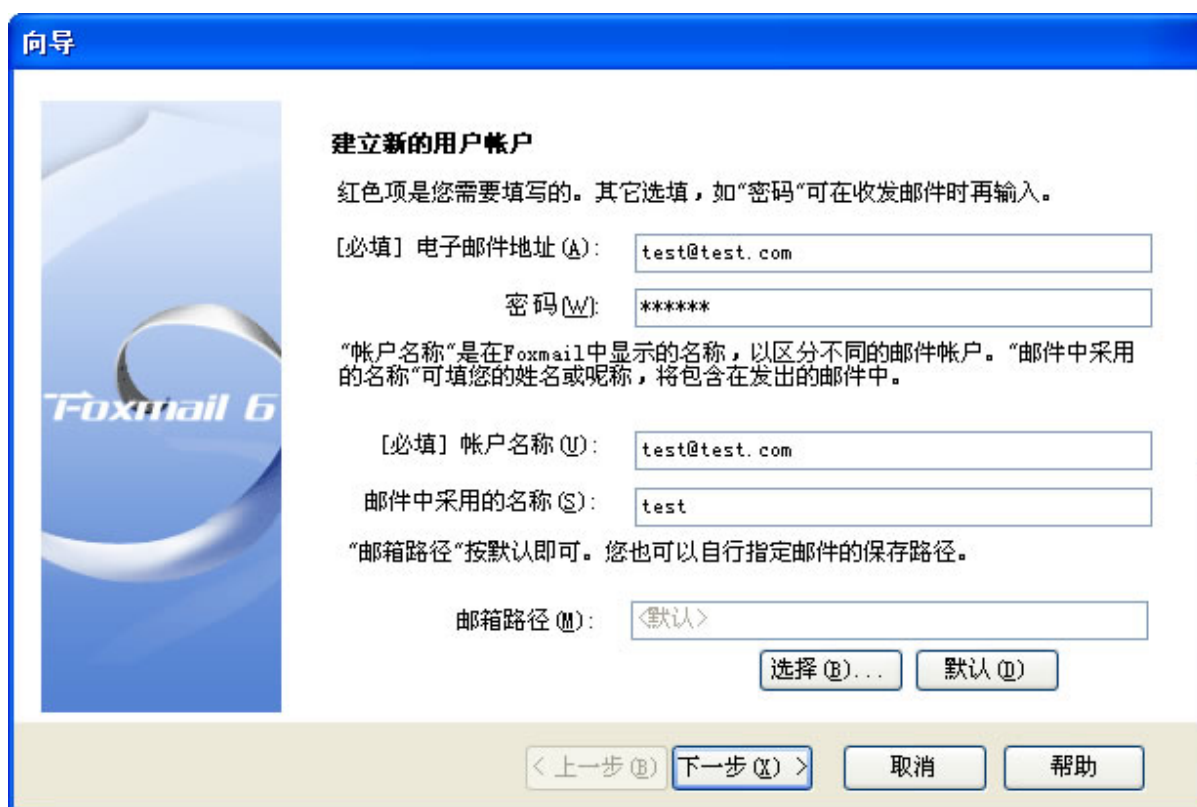 向导
建立新的用户帐户
红色项是您需要填写的。其它选填，如“密码”可在收发邮件时再输入。
[必填] 电子邮件地址(A): test@test.com
密码(W): ******
“帐户名称”是在Foxmail中显示的名称，以区分不同的邮件帐户。“邮件中采用
的名称”可填您的姓名或昵称，将包含在发出的邮件中。
Foxmail 6
[必填] 帐户名称(U): test@test.com
邮件中采用的名称(S): test
“邮箱路径”按默认即可。您也可以自行指定邮件的保存路径。
邮箱路径(M): <默认>
选择(B)... 默认(D)
< 上一步(B) 下一步(X) > 取消 帮助